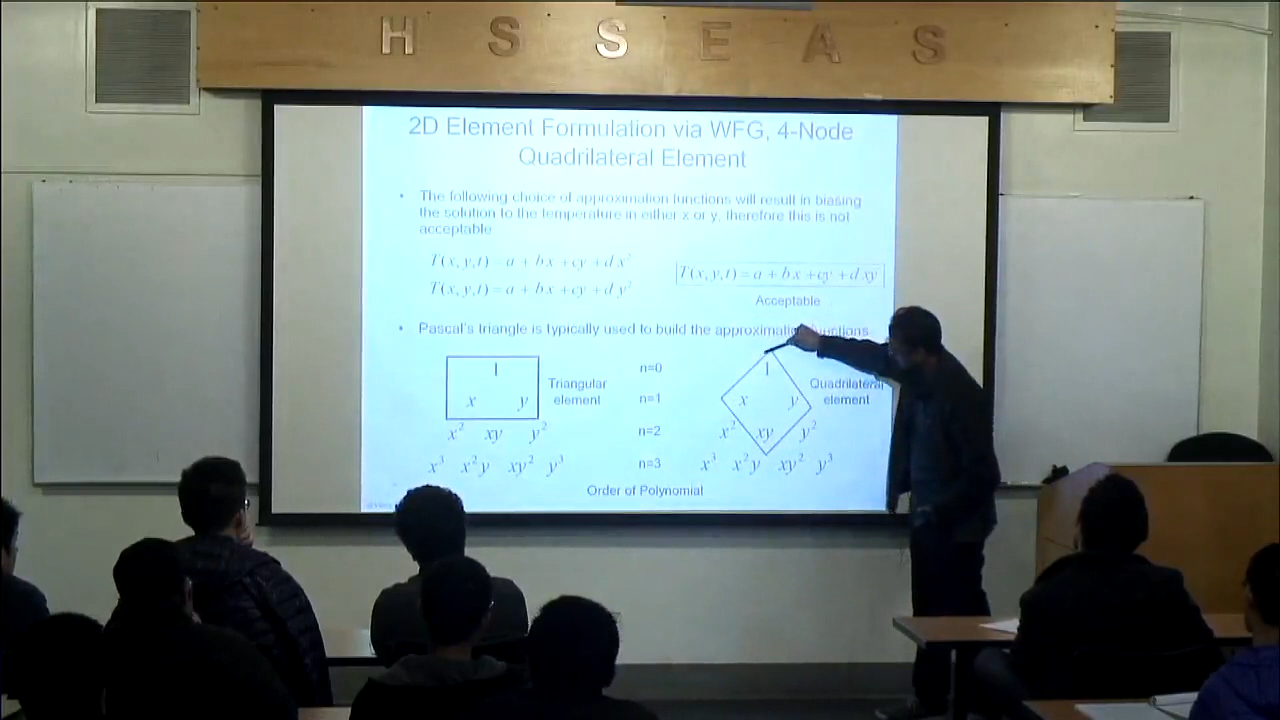 HSSEAS
2D Element Formulation via WFG, 4-Node
Quadrilateral Element
• The following choice of approximation functions will result in biasing
the solution to the temperature in either x or y, therefore this is not
acceptable
T(x,y,t) = a + bx + cy + dx²
T(x,y,t) = a + bx + cy + dxy
T(x,y,t) = a + bx + cy + dy²
Acceptable
• Pascal's triangle is typically used to build the
1 n=0 1
Triangular Quadrilateral
element element
x y n=1 x y
x² xy y² n=2 x² xy y²
x³ x²y xy² y³ n=3 x³ x²y xy² y³
Order of Polynomial